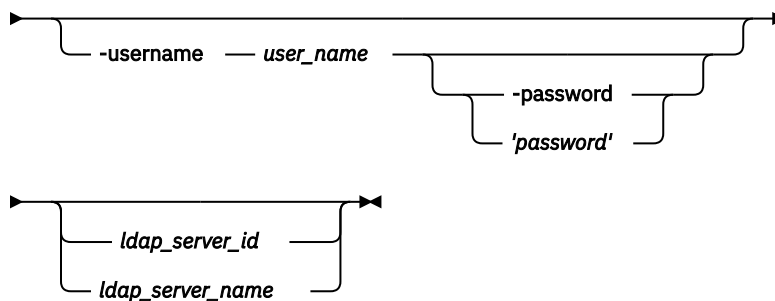 -username user_name
-password
'password'
ldap_server_id
ldap_server_name